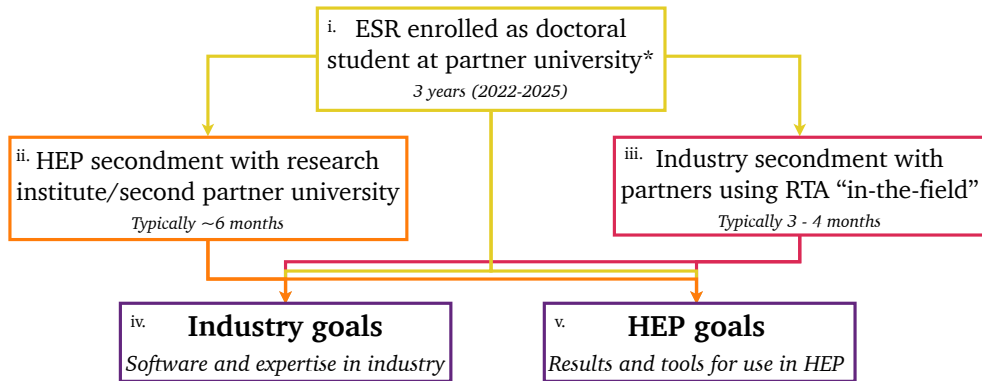 i. ESR enrolled as doctoral
student at partner university*
3 years (2022-2025)
ii. HEP secondment with research
institute/second partner university
Typically ~6 months
iii. Industry secondment with
partners using RTA “in-the-field”
Typically 3 - 4 months
iv. Industry goals
Software and expertise in industry
v. HEP goals
Results and tools for use in HEP